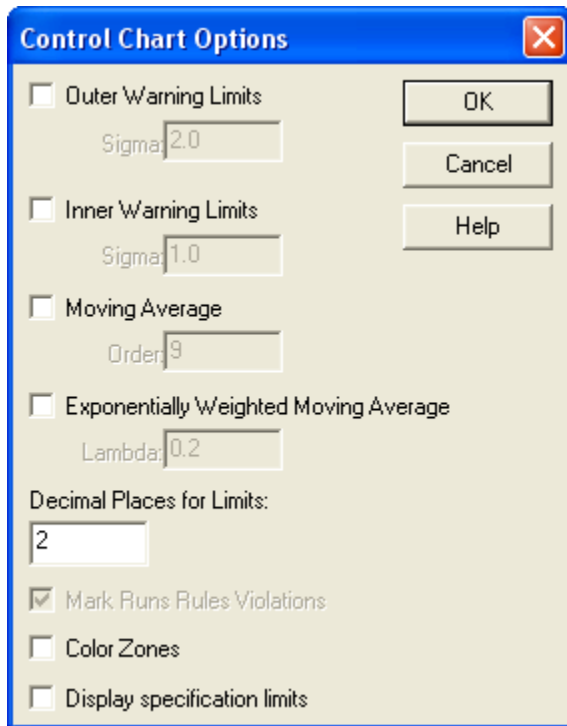 Control Chart Options
Outer Warning Limits
OK
Sigma: 2.0
Cancel
Inner Warning Limits
Help
Sigma: 1.0
Moving Average
Order: 9
Exponentially Weighted Moving Average
Lambda: 0.2
Decimal Places for Limits:
2
Mark Runs Rules Violations
Color Zones
Display specification limits